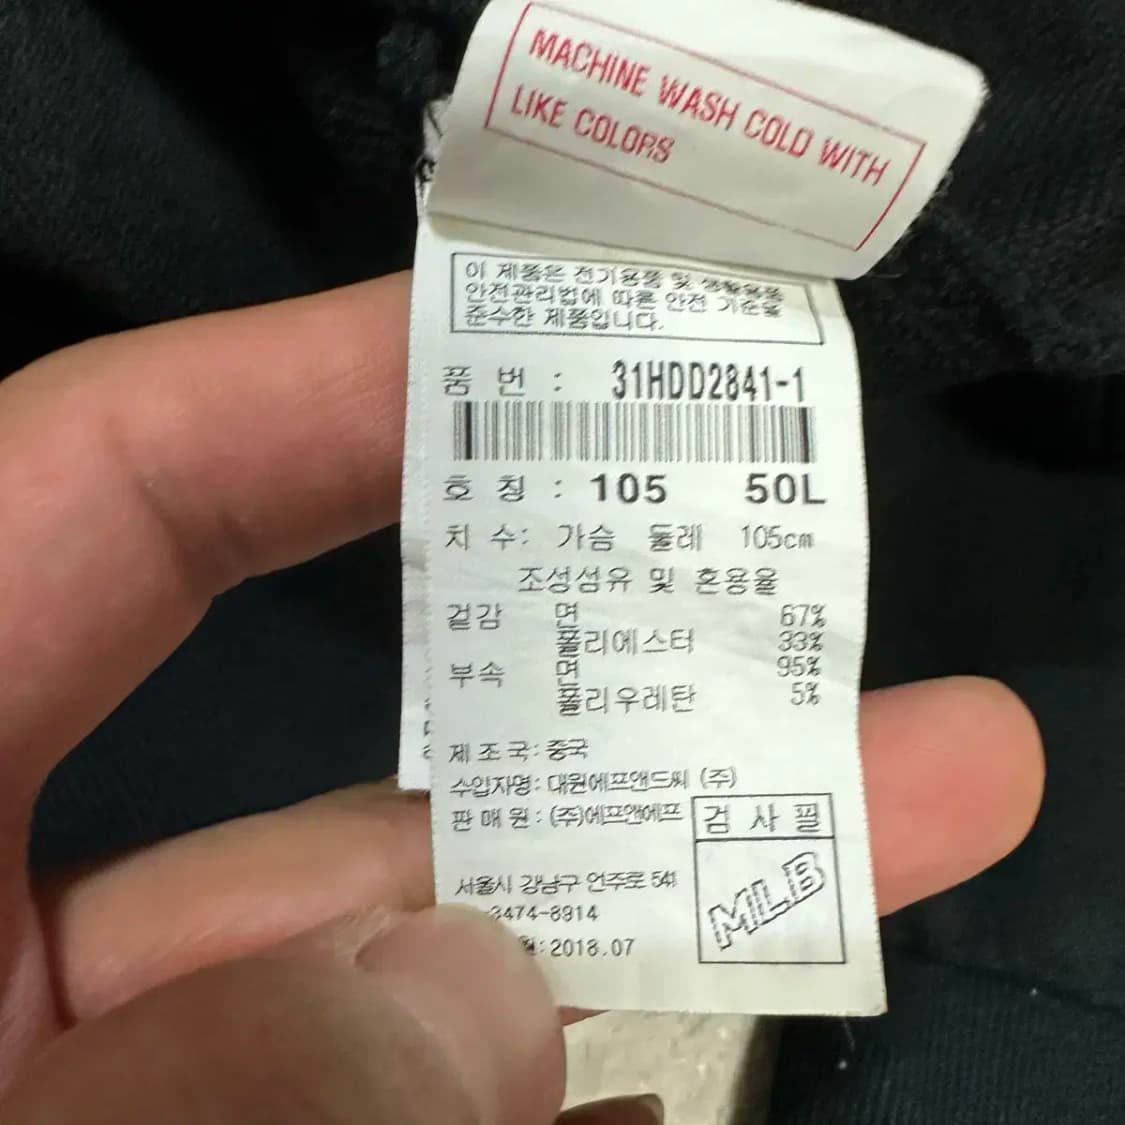 MACHINE WASH COLD WITH
LIKE COLORS
이 제품은 전기용품 및 생활용품
안전관리법에 따른 안전 기준을
준수한 제품입니다.
품 번 : 31HDD2841-1
호 칭 : 105 50L
치 수: 가슴 둘레 105cm
조성섬유 및 혼용율
겉감 면 67%
폴리에스터 33%
부속 면 95%
폴리우레탄 5%
제 조 국: 중국
수입자명: 대원에프앤드씨 (주)
판 매 원 : (주)에프앤에프
검 사 필
MLB
서울시 강남구 언주로 541
-3474-8914
:2018.07